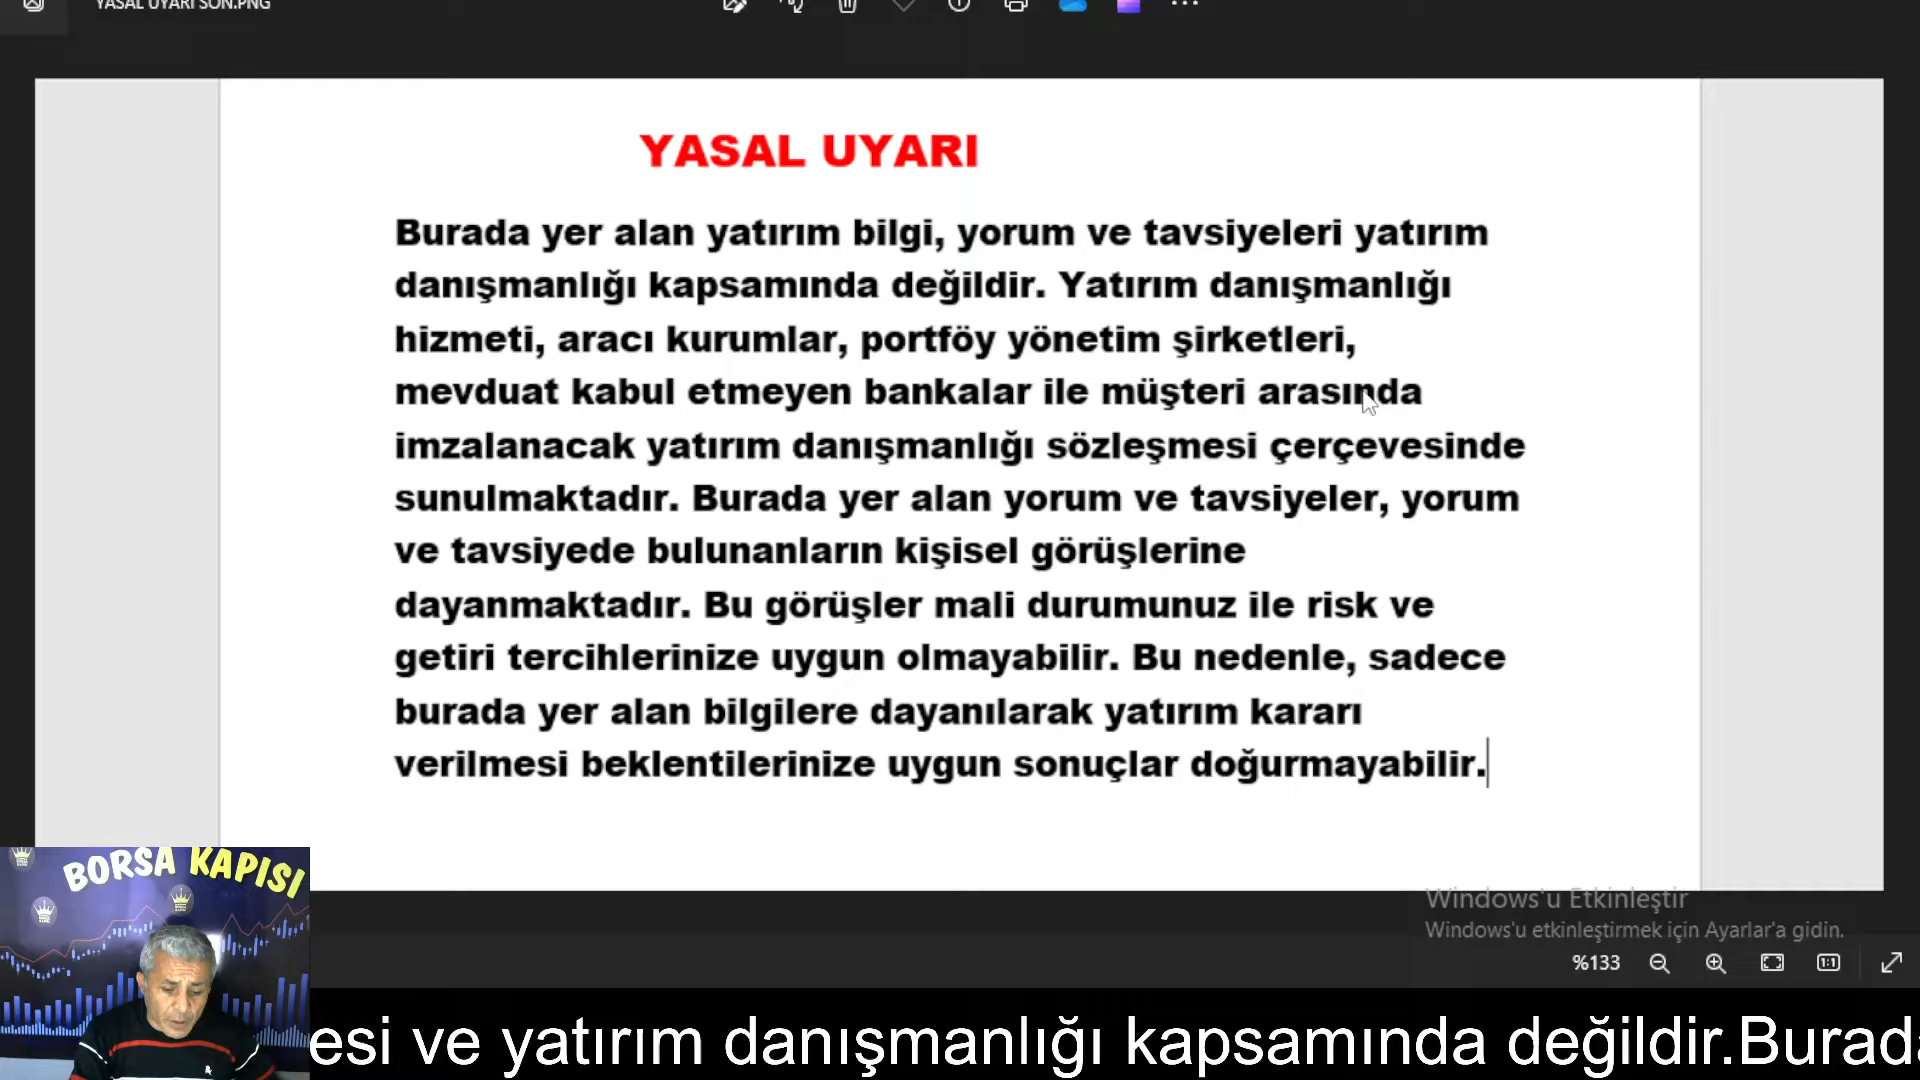 YASAL UYARI SON.PNG
YASAL UYARI
Burada yer alan yatırım bilgi, yorum ve tavsiyeleri yatırım
danışmanlığı kapsamında değildir. Yatırım danışmanlığı
hizmeti, aracı kurumlar, portföy yönetim şirketleri,
mevduat kabul etmeyen bankalar ile müşteri arasında
imzalanacak yatırım danışmanlığı sözleşmesi çerçevesinde
sunulmaktadır. Burada yer alan yorum ve tavsiyeler, yorum
ve tavsiyede bulunanların kişisel görüşlerine
dayanmaktadır. Bu görüşler mali durumunuz ile risk ve
getiri tercihlerinize uygun olmayabilir. Bu nedenle, sadece
burada yer alan bilgilere dayanılarak yatırım kararı
verilmesi beklentilerinize uygun sonuçlar doğurmayabilir.
BORSA KAPISI
Windows'u Etkinleştir
Windows'u etkinleştirmek için Ayarlar'a gidin.
%133
1:1
esi ve yatırım danışmanlığı kapsamında değildir.Burada